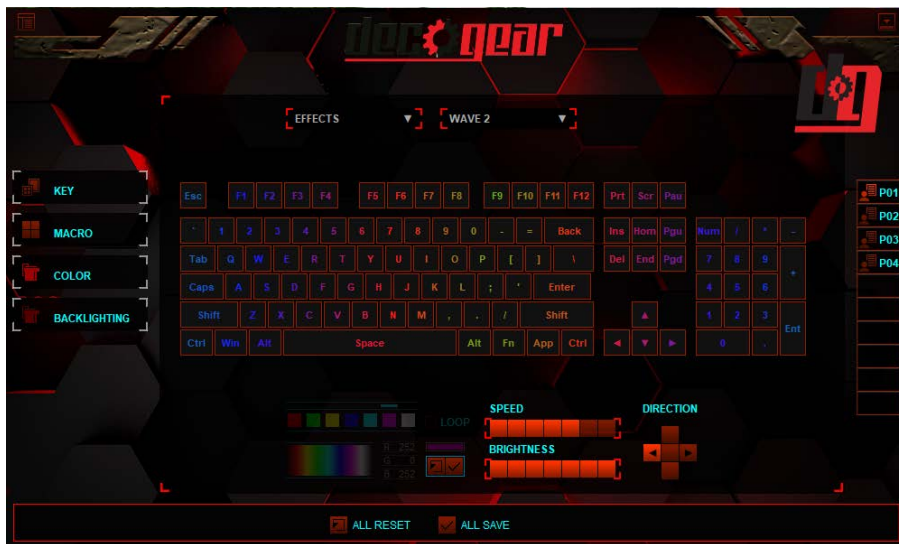 decogear
dg
EFFECTS ▼ WAVE 2 ▼
KEY
MACRO
COLOR
BACKLIGHTING
Esc F1 F2 F3 F4 F5 F6 F7 F8 F9 F10 F11 F12 Prt Scr Pau
` 1 2 3 4 5 6 7 8 9 0 - = Back Ins Hom Pgu Num / * -
Tab Q W E R T Y U I O P [ ] \ Del End Pgd 7 8 9 +
Caps A S D F G H J K L ; ' Enter 4 5 6
Shift Z X C V B N M , . / Shift ▲ 1 2 3 Ent
Ctrl Win Alt Space Alt Fn App Ctrl ◄ ▼ ► 0 .
P01
P02
P03
P04
LOOP
R 252
G 0
B 252
SPEED
BRIGHTNESS
DIRECTION
ALL RESET ALL SAVE